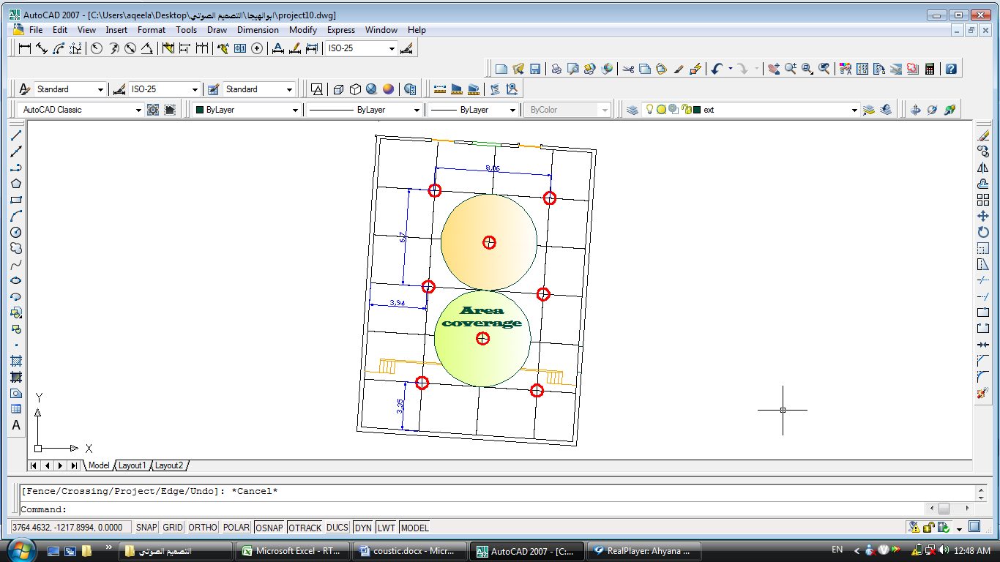 AutoCAD 2007 - [C:\Users\aqeela\Desktop\ابوالهيجا\التصميم الصوتي\project10.dwg]
File Edit View Insert Format Tools Draw Dimension Modify Express Window Help
ISO-25
Standard ISO-25 Standard
AutoCAD Classic ByLayer ByLayer ByLayer ByColor ext
8,06
6,7
3,94
Area
coverage
3,35
Y
X
A
Model Layout1 Layout2
[Fence/Crossing/Project/Edge/Undo]: *Cancel*
Command:
3764.4632, -1217.8994, 0.0000 SNAP GRID ORTHO POLAR OSNAP OTRACK DUCS DYN LWT MODEL
» التصميم الصوتي Microsoft Excel - RT... coustic.docx - Micr... AutoCAD 2007 - [C:... RealPlayer: Ahyana ... EN 12:48 AM